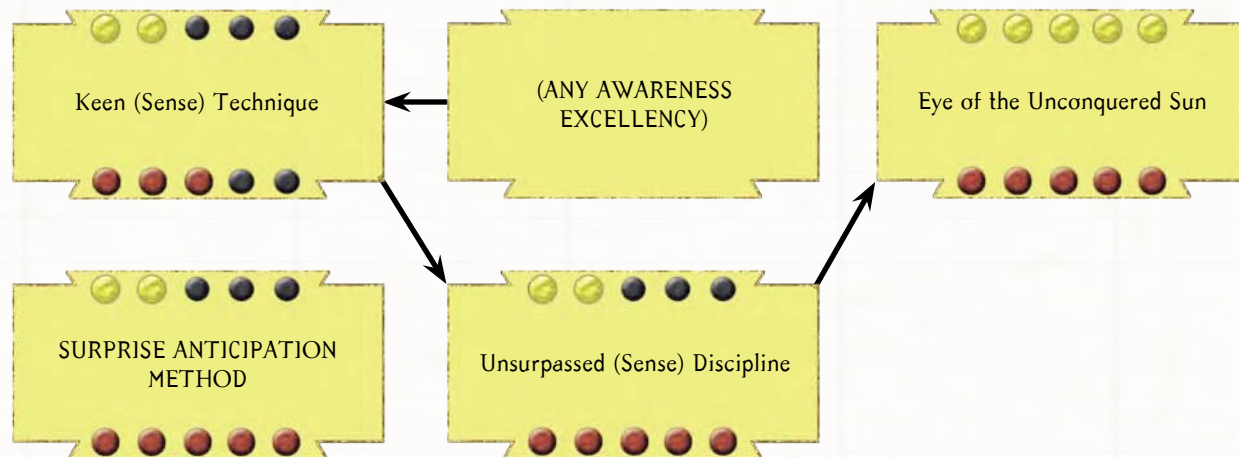 Keen (Sense) Technique
(ANY AWARENESS
EXCELLENCY)
Eye of the Unconquered Sun
SURPRISE ANTICIPATION
METHOD
Unsurpassed (Sense) Discipline